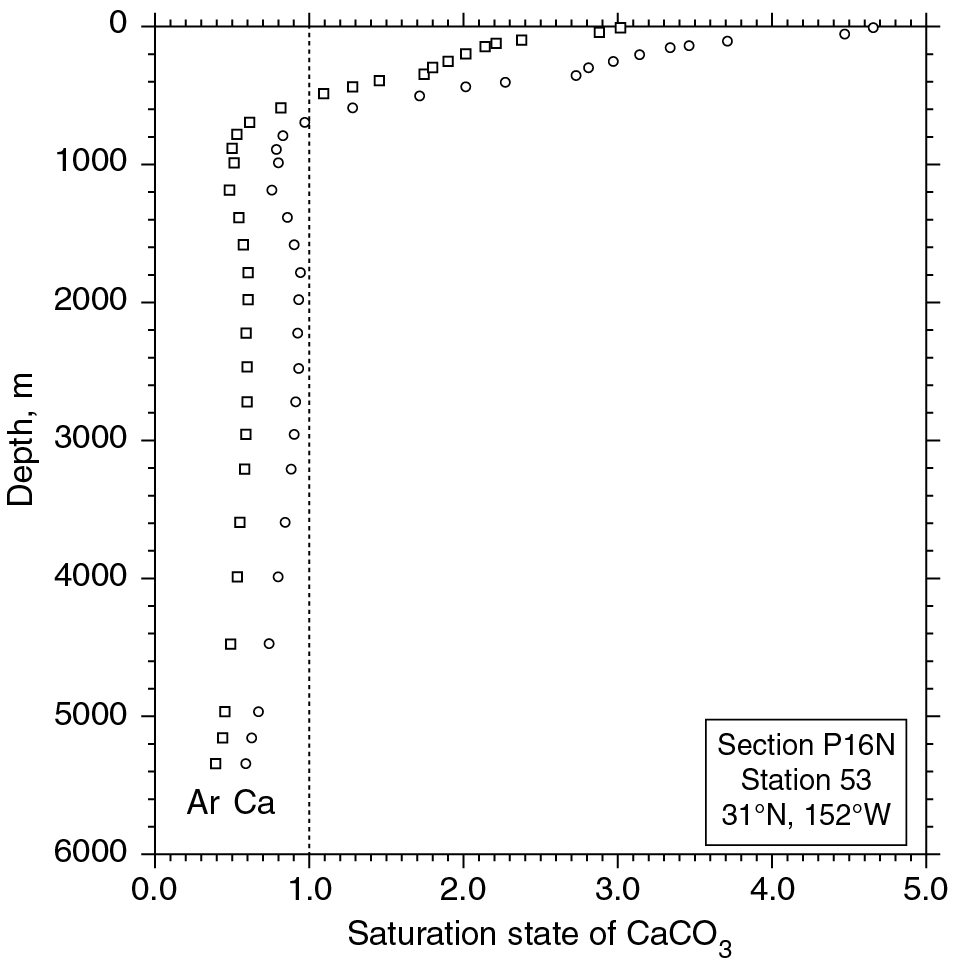 0
1000
2000
3000
4000
5000
6000
Depth, m
Ar Ca
Section P16N
Station 53
31°N, 152°W
0.0 1.0 2.0 3.0 4.0 5.0
Saturation state of CaCO₃